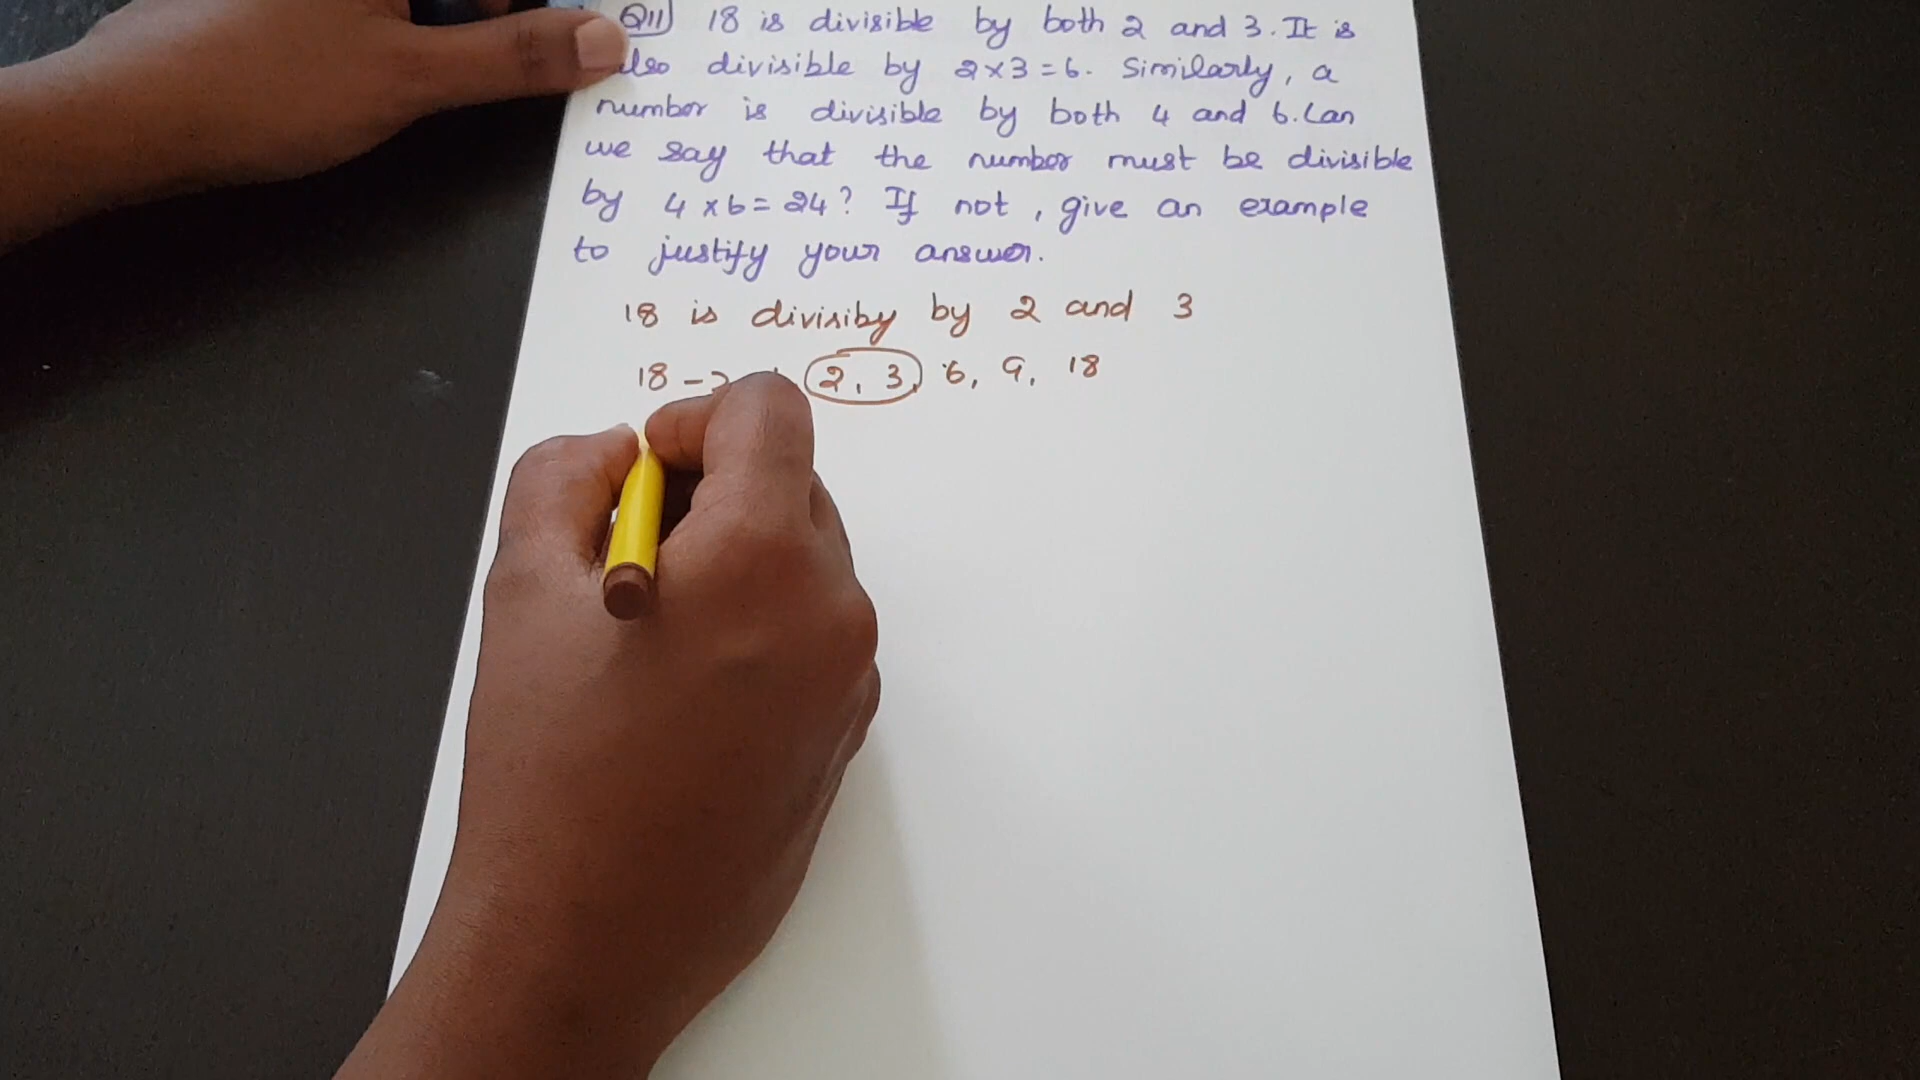 Q11) 18 is divisible by both 2 and 3. It is
also divisible by 2×3=6. Similarly, a
number is divisible by both 4 and 6. Can
we say that the number must be divisible
by 4×6=24? If not, give an example
to justify your answer.
18 is divisiby by 2 and 3
18 → 2, 3, 6, 9, 18